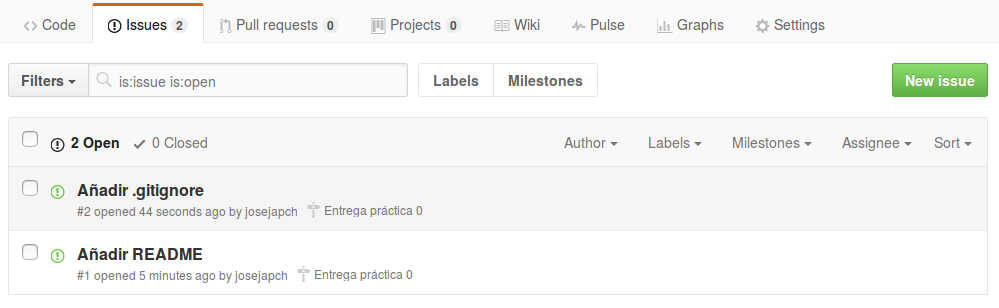 Code Issues 2 Pull requests 0 Projects 0 Wiki Pulse Graphs Settings
Filters is:issue is:open Labels Milestones New issue
2 Open 0 Closed Author Labels Milestones Assignee Sort
Añadir .gitignore
#2 opened 44 seconds ago by josejapch Entrega práctica 0
Añadir README
#1 opened 5 minutes ago by josejapch Entrega práctica 0